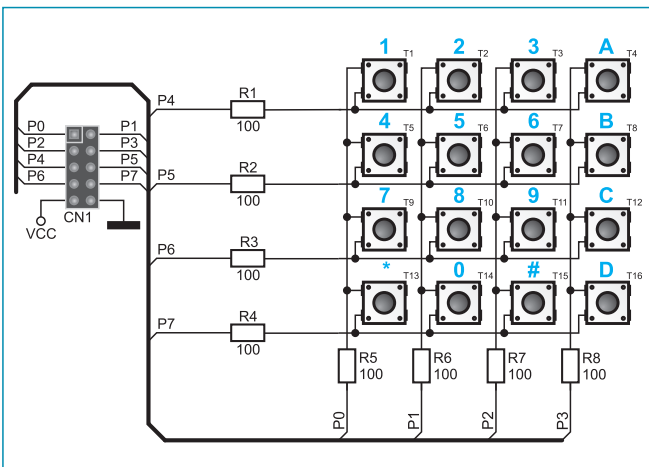 1 T1 2 T2 3 T3 A T4
P4 R1 100
P0 P1
P2 P3
P4 P5
P6 P7
CN1
VCC
4 T5 5 T6 6 T7 B T8
P5 R2 100
7 T9 8 T10 9 T11 C T12
P6 R3 100
* T13 0 T14 # T15 D T16
P7 R4 100
R5 100 R6 100 R7 100 R8 100
P0 P1 P2 P3